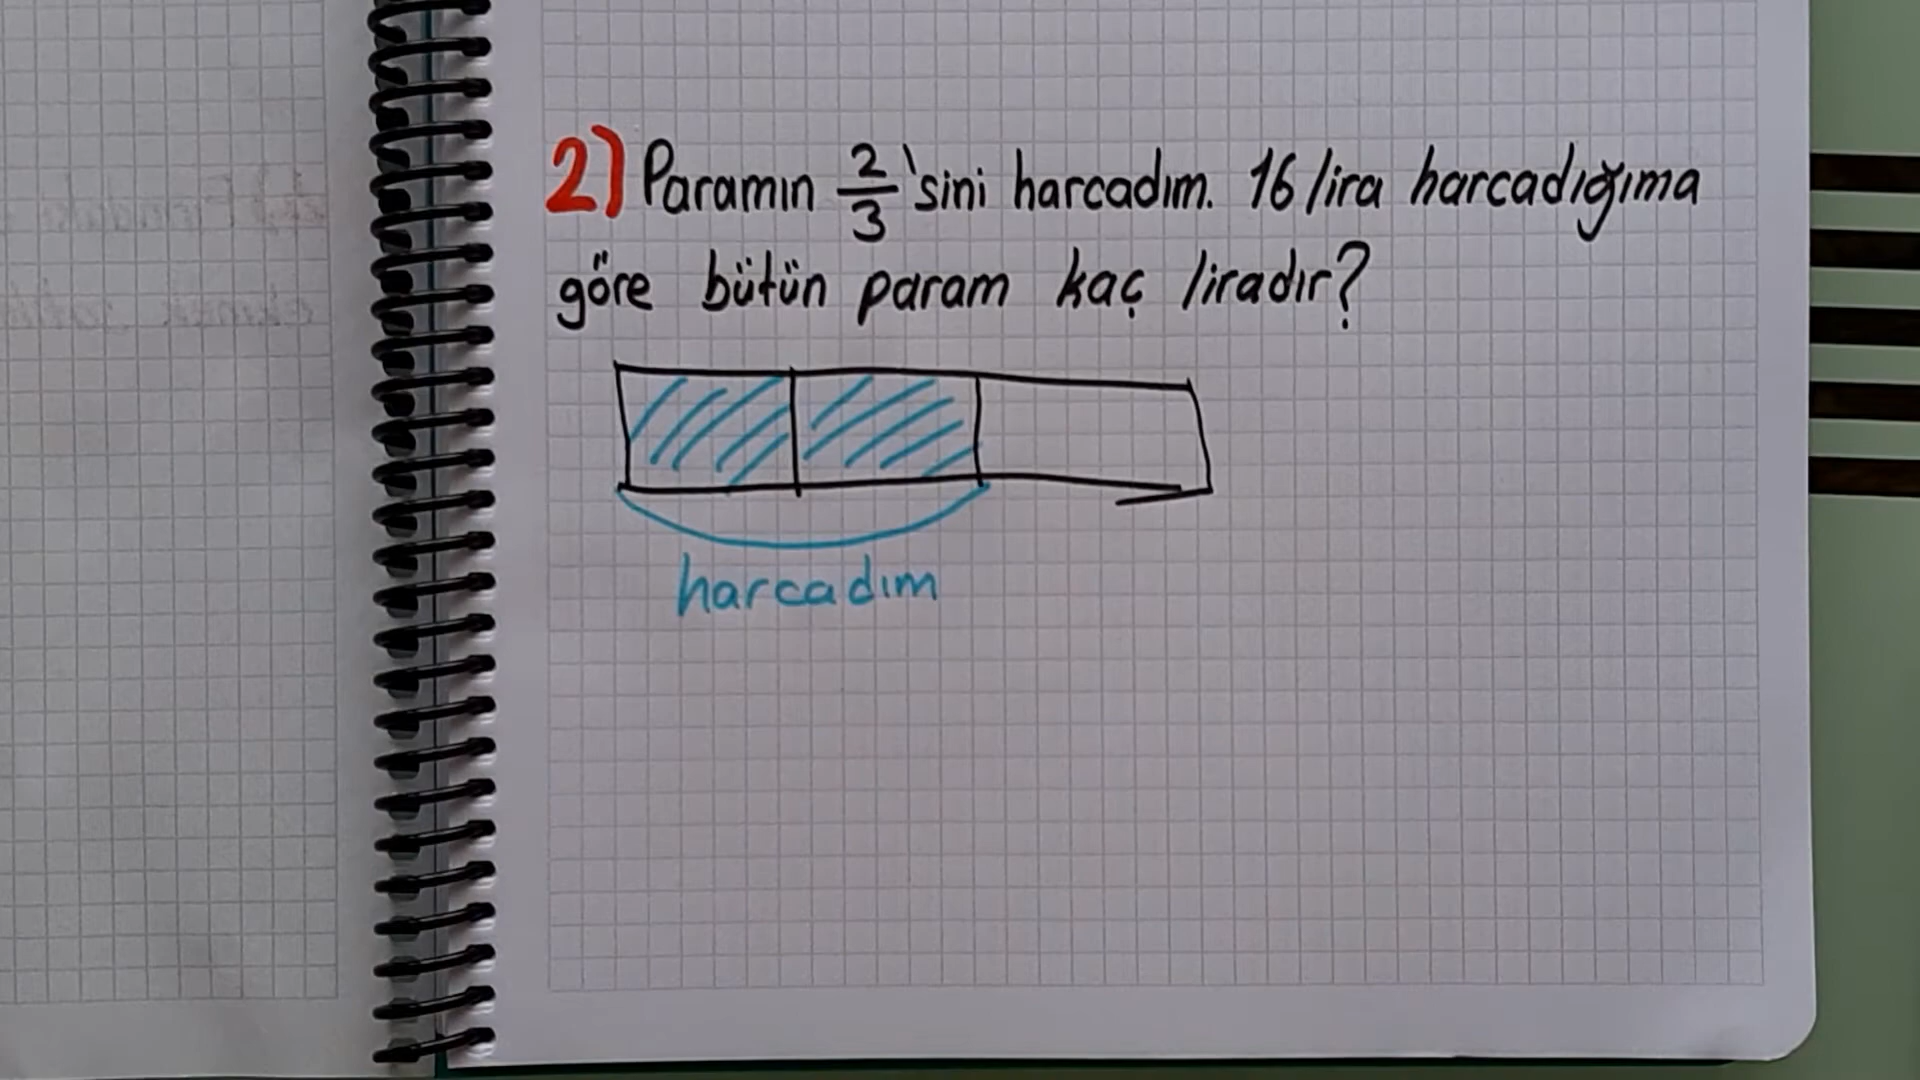 2) Paramın 2/3'sini harcadım. 16 lira harcadığıma
göre bütün param kaç liradır?
harcadım